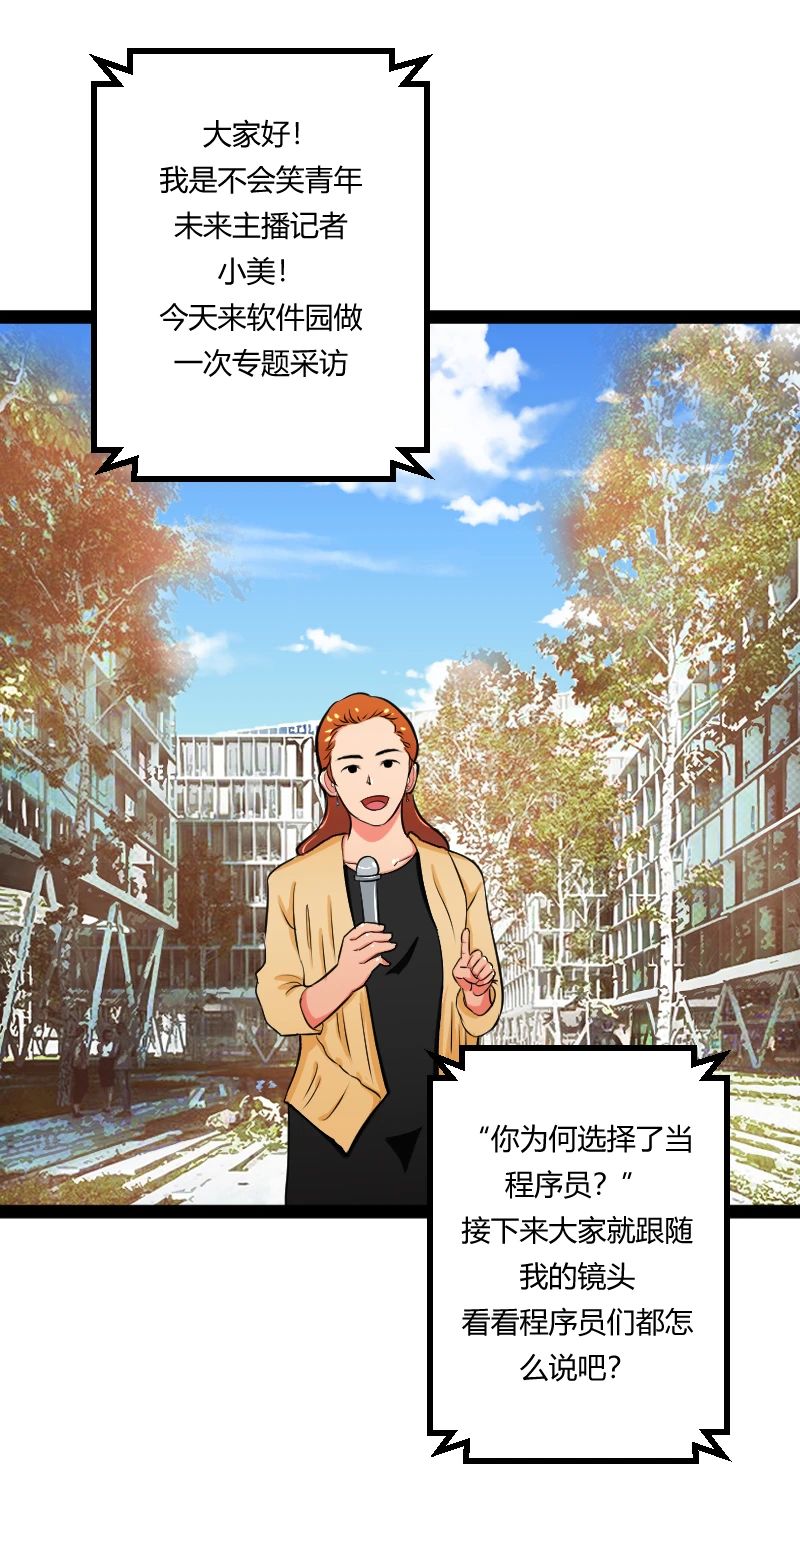 大家好！
我是不会笑青年
未来主播记者
小美！
今天来软件园做
一次专题采访
“你为何选择了当
程序员？”
接下来大家就跟随
我的镜头
看看程序员们都怎
么说吧？